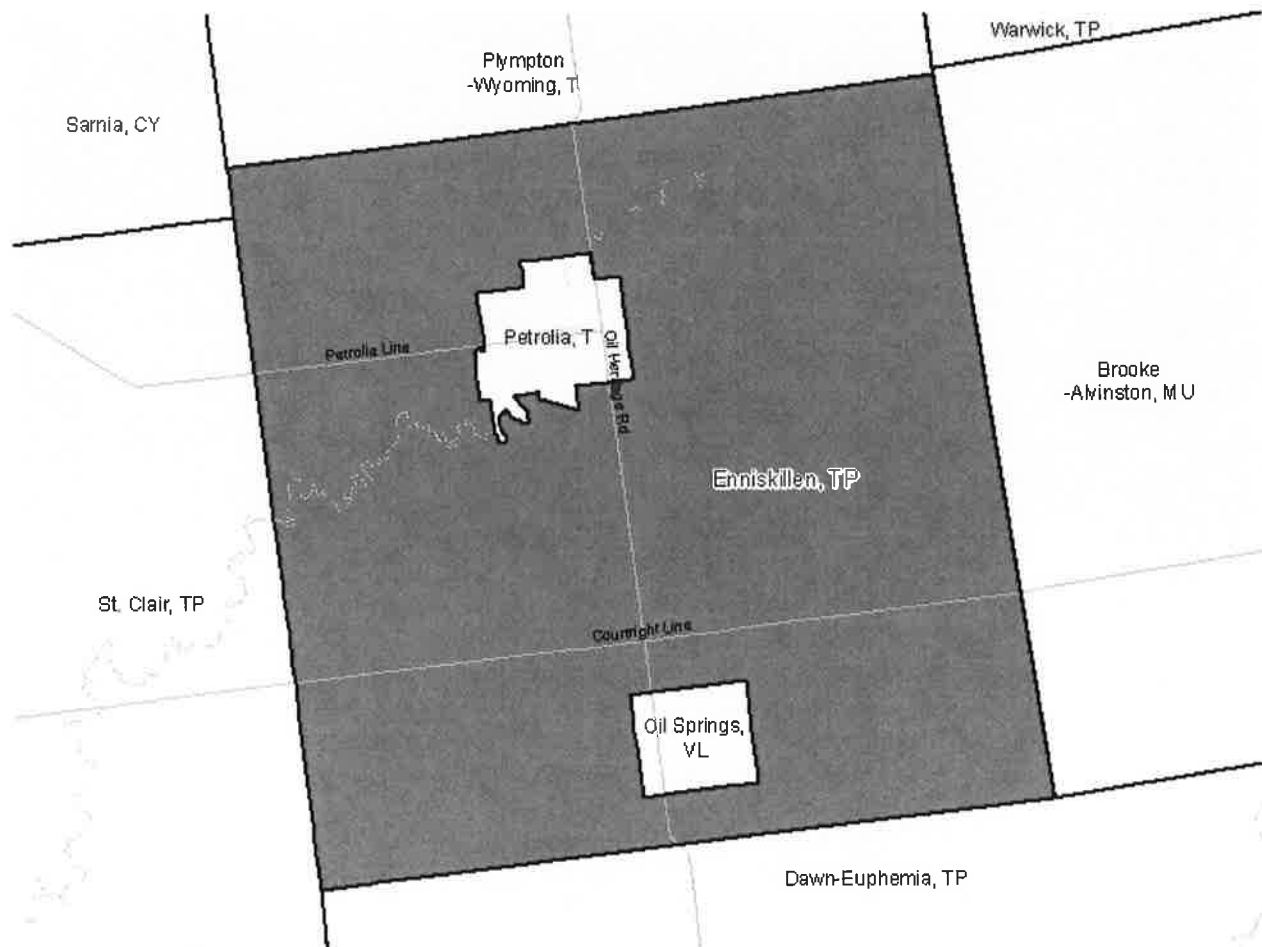 Warwick, TP
Plympton
-Wyoming, T
Sarnia, CY
Petrolia, T
Petrolia Line
Oil Heritage Rd
Brooke
-Alvinston, MU
Enniskillen, TP
St. Clair, TP
Courtright Line
Oil Springs,
VL
Dawn-Euphemia, TP